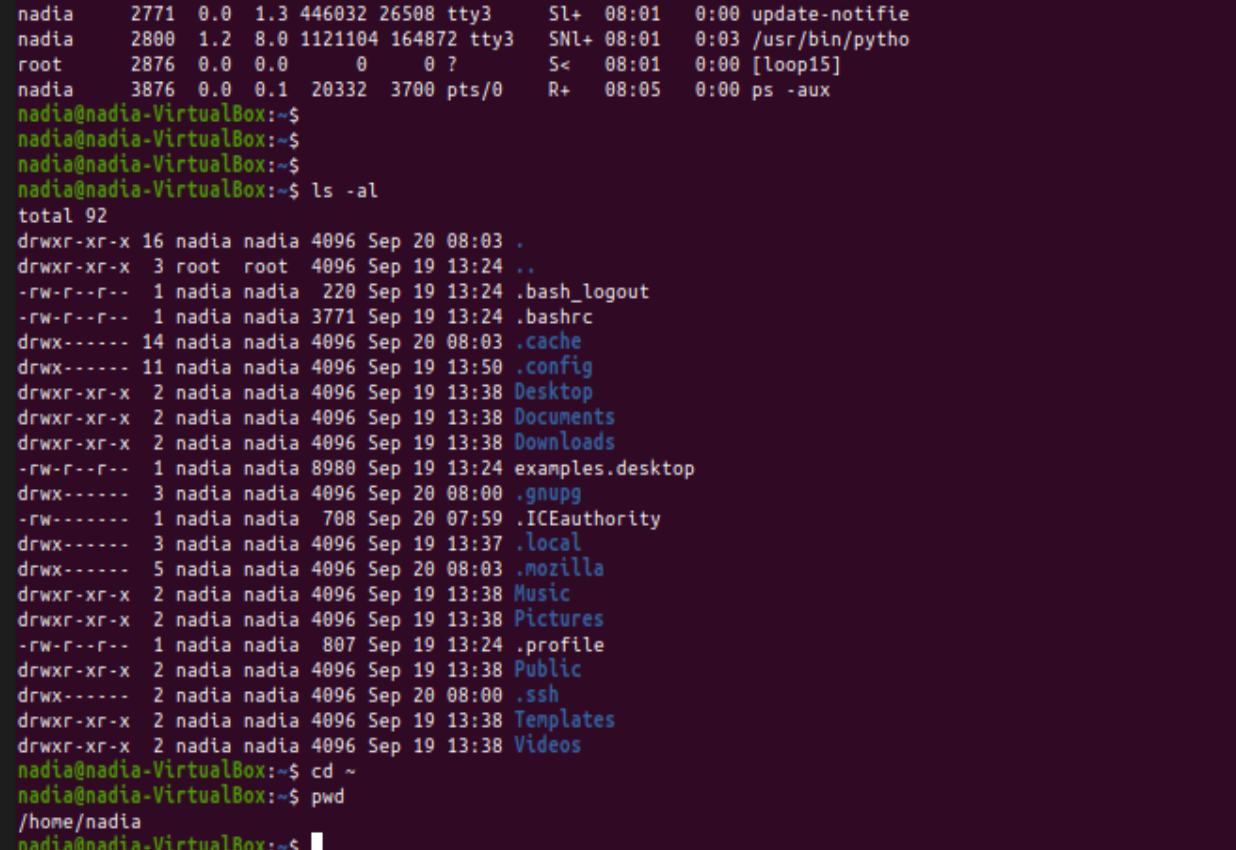 nadia     2771  0.0  1.3 446032 26508 tty3     Sl+  08:01   0:00 update-notifie
nadia     2800  1.2  8.0 1121104 164872 tty3   SNl+ 08:01   0:03 /usr/bin/pytho
root      2876  0.0  0.0      0     0 ?        S<   08:01   0:00 [loop15]
nadia     3876  0.0  0.1  20332  3700 pts/0    R+   08:05   0:00 ps -aux
nadia@nadia-VirtualBox:~$
nadia@nadia-VirtualBox:~$
nadia@nadia-VirtualBox:~$
nadia@nadia-VirtualBox:~$ ls -al
total 92
drwxr-xr-x 16 nadia nadia 4096 Sep 20 08:03 .
drwxr-xr-x  3 root  root  4096 Sep 19 13:24 ..
-rw-r--r--  1 nadia nadia  220 Sep 19 13:24 .bash_logout
-rw-r--r--  1 nadia nadia 3771 Sep 19 13:24 .bashrc
drwx------ 14 nadia nadia 4096 Sep 20 08:03 .cache
drwx------ 11 nadia nadia 4096 Sep 19 13:50 .config
drwxr-xr-x  2 nadia nadia 4096 Sep 19 13:38 Desktop
drwxr-xr-x  2 nadia nadia 4096 Sep 19 13:38 Documents
drwxr-xr-x  2 nadia nadia 4096 Sep 19 13:38 Downloads
-rw-r--r--  1 nadia nadia 8980 Sep 19 13:24 examples.desktop
drwx------  3 nadia nadia 4096 Sep 20 08:00 .gnupg
-rw-------  1 nadia nadia  708 Sep 20 07:59 .ICEauthority
drwx------  3 nadia nadia 4096 Sep 19 13:37 .local
drwx------  5 nadia nadia 4096 Sep 20 08:03 .mozilla
drwxr-xr-x  2 nadia nadia 4096 Sep 19 13:38 Music
drwxr-xr-x  2 nadia nadia 4096 Sep 19 13:38 Pictures
-rw-r--r--  1 nadia nadia  807 Sep 19 13:24 .profile
drwxr-xr-x  2 nadia nadia 4096 Sep 19 13:38 Public
drwx------  2 nadia nadia 4096 Sep 20 08:00 .ssh
drwxr-xr-x  2 nadia nadia 4096 Sep 19 13:38 Templates
drwxr-xr-x  2 nadia nadia 4096 Sep 19 13:38 Videos
nadia@nadia-VirtualBox:~$ cd ~
nadia@nadia-VirtualBox:~$ pwd
/home/nadia
nadia@nadia-VirtualBox:~$